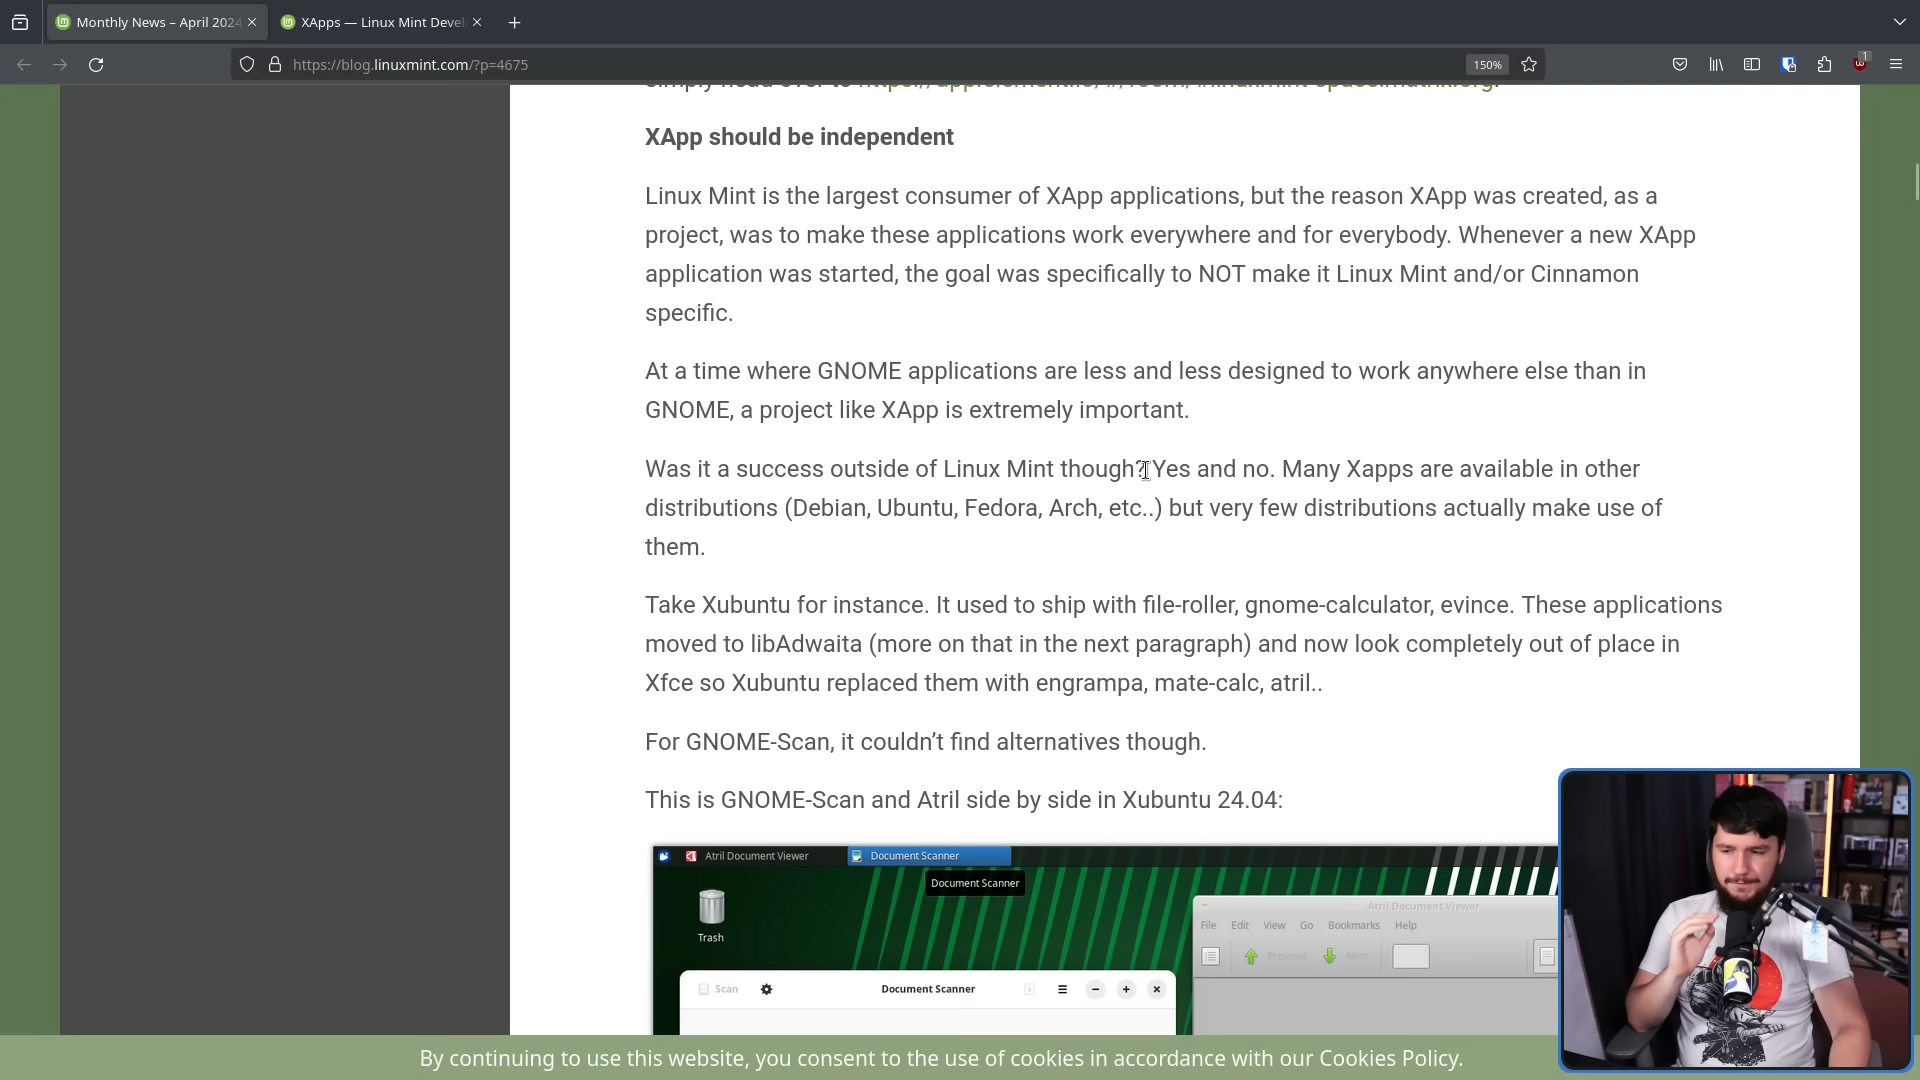 Monthly News – April 2024
XApps — Linux Mint Devel
https://blog.linuxmint.com/?p=4675
150%
1
XApp should be independent
Linux Mint is the largest consumer of XApp applications, but the reason XApp was created, as a
project, was to make these applications work everywhere and for everybody. Whenever a new XApp
application was started, the goal was specifically to NOT make it Linux Mint and/or Cinnamon
specific.
At a time where GNOME applications are less and less designed to work anywhere else than in
GNOME, a project like XApp is extremely important.
Was it a success outside of Linux Mint though? Yes and no. Many Xapps are available in other
distributions (Debian, Ubuntu, Fedora, Arch, etc..) but very few distributions actually make use of
them.
Take Xubuntu for instance. It used to ship with file-roller, gnome-calculator, evince. These applications
moved to libAdwaita (more on that in the next paragraph) and now look completely out of place in
Xfce so Xubuntu replaced them with engrampa, mate-calc, atril..
For GNOME-Scan, it couldn’t find alternatives though.
This is GNOME-Scan and Atril side by side in Xubuntu 24.04:
Atril Document Viewer
Document Scanner
Document Scanner
Trash
Atril Document Viewer
File Edit View Go Bookmarks Help
Previous Next
Scan
Document Scanner
By continuing to use this website, you consent to the use of cookies in accordance with our Cookies Policy.